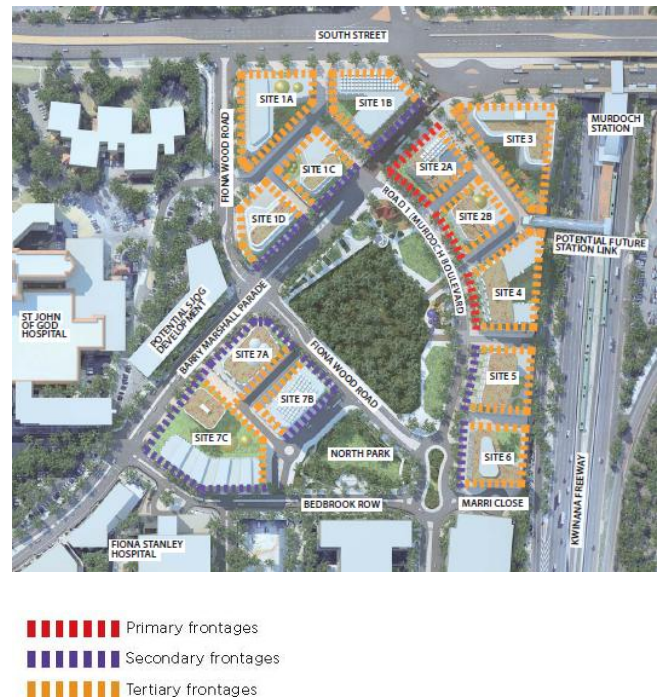 SOUTH STREET
FIONA WOOD ROAD
SITE 1A
SITE 1B
SITE 3
MURDOCH
STATION
SITE 2A
SITE 1C
SITE 2B
SITE 1D
ROAD 1 (MURDOCH BOULEVARD
POTENTIAL FUTURE
STATION LINK
SITE 4
ST JOHN
OF GOD
HOSPITAL
POTENTIAL SJOG
DEVELOPMENT
BARRY MARSHALL PARADE
SITE 7A
FIONA WOOD ROAD
SITE 5
SITE 7B
SITE 7C
NORTH PARK
SITE 6
BEDBROOK ROW
MARRI CLOSE
KWINANA FREEWAY
FIONA STANLEY
HOSPITAL
Primary frontages
Secondary frontages
Tertiary frontages